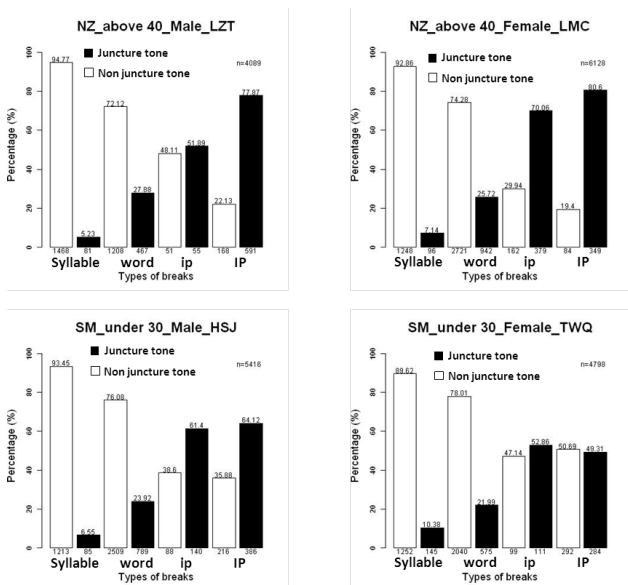 NZ_above 40_Male_LZT
Juncture tone
Non juncture tone
n=4089
Percentage (%)
100
80
60
40
20
0
94.77 5.23 72.12 27.88 48.11 51.89 22.13 77.87
1468 81 1208 467 51 55 168 591
Syllable word ip IP
Types of breaks
NZ_above 40_Female_LMC
Juncture tone
Non juncture tone
n=6128
Percentage (%)
100
80
60
40
20
0
92.86 7.14 74.28 25.72 29.94 70.06 19.4 80.6
1248 96 2721 942 162 379 84 349
Syllable word ip IP
Types of breaks
SM_under 30_Male_HSJ
Juncture tone
Non juncture tone
n=5416
Percentage (%)
100
80
60
40
20
0
93.45 6.55 76.08 23.92 38.6 61.4 35.88 64.12
1213 85 2509 789 88 140 216 386
Syllable word ip IP
Types of breaks
SM_under 30_Female_TWQ
Juncture tone
Non juncture tone
n=4798
Percentage (%)
100
80
60
40
20
0
89.62 10.38 78.01 21.99 47.14 52.86 50.69 49.31
1252 145 2040 575 99 111 292 284
Syllable word ip IP
Types of breaks